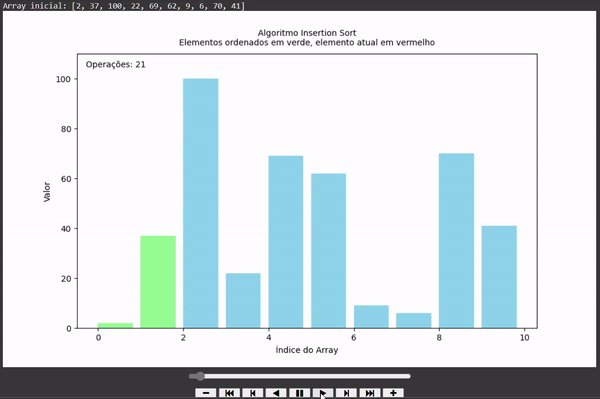 Array inicial: [2, 37, 100, 22, 69, 62, 9, 6, 70, 41]
Algoritmo Insertion Sort
Elementos ordenados em verde, elemento atual em vermelho
Operações: 21
100
80
60
40
20
0
Valor
0 2 4 6 8 10
Índice do Array